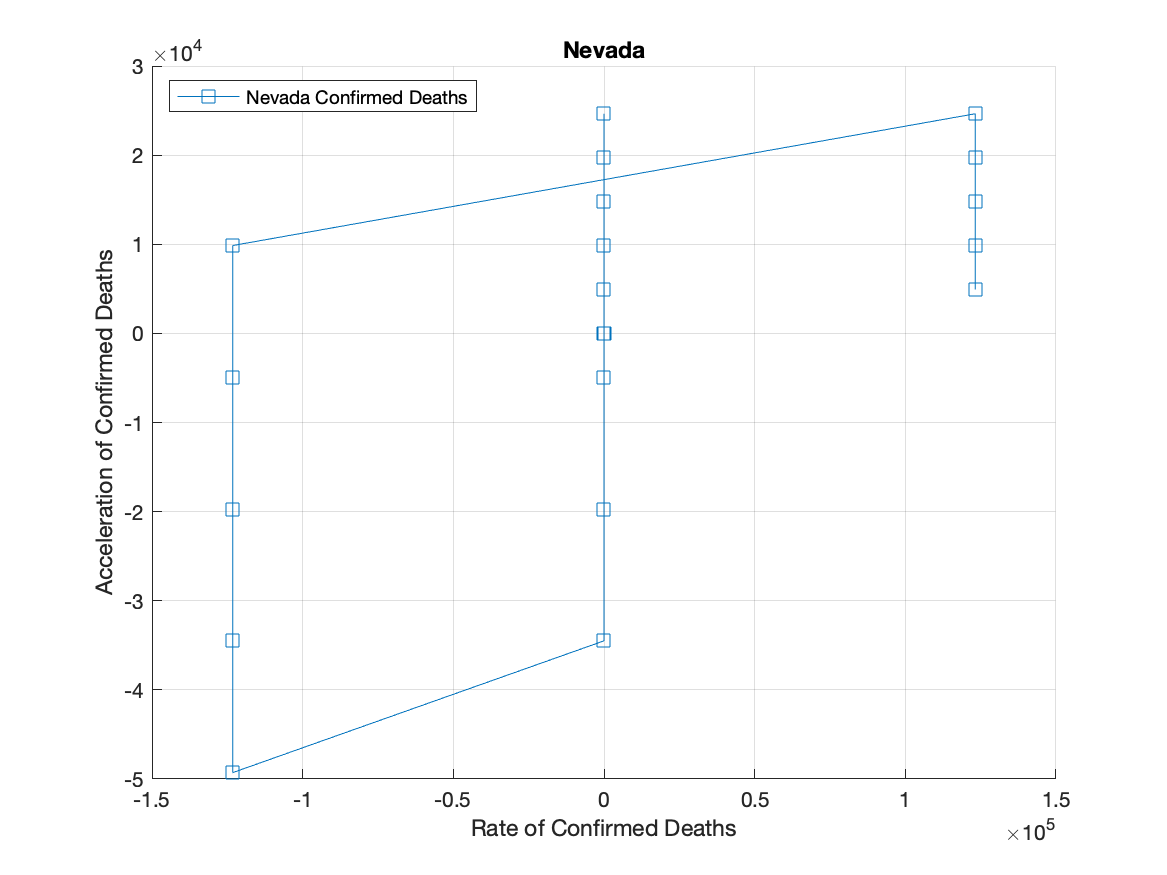 Nevada
×10⁴
Nevada Confirmed Deaths
3
2
1
0
-1
-2
-3
-4
-5
Acceleration of Confirmed Deaths
-1.5 -1 -0.5 0 0.5 1 1.5
Rate of Confirmed Deaths
×10⁵